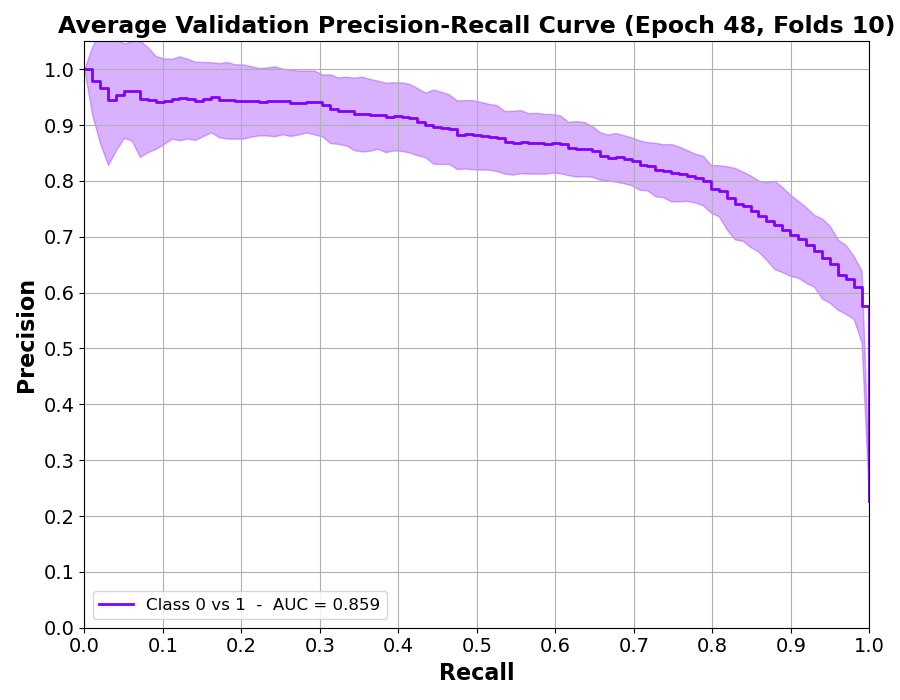 Average Validation Precision-Recall Curve (Epoch 48, Folds 10)
Precision
1.0
0.9
0.8
0.7
0.6
0.5
0.4
0.3
0.2
0.1
0.0
Class 0 vs 1 - AUC = 0.859
0.0 0.1 0.2 0.3 0.4 0.5 0.6 0.7 0.8 0.9 1.0
Recall